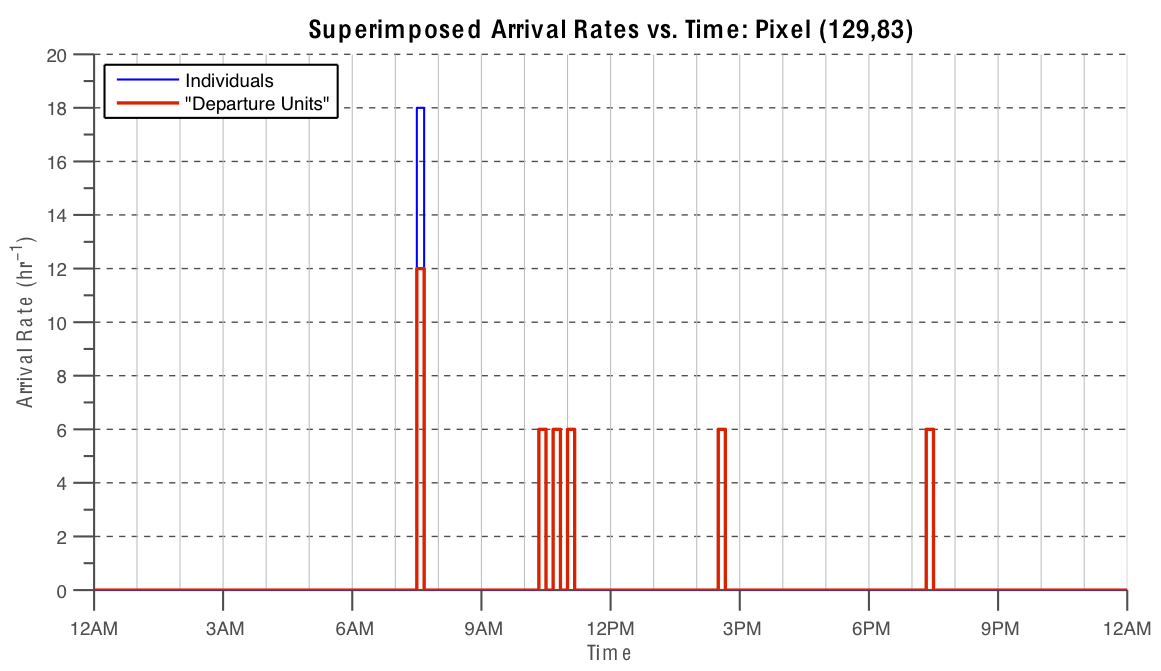 Superimposed Arrival Rates vs. Time: Pixel (129,83)
Individuals
"Departure Units"
20
18
16
14
12
10
8
6
4
2
0
Arrival Rate (hr⁻¹)
12AM 3AM 6AM 9AM 12PM 3PM 6PM 9PM 12AM
Time